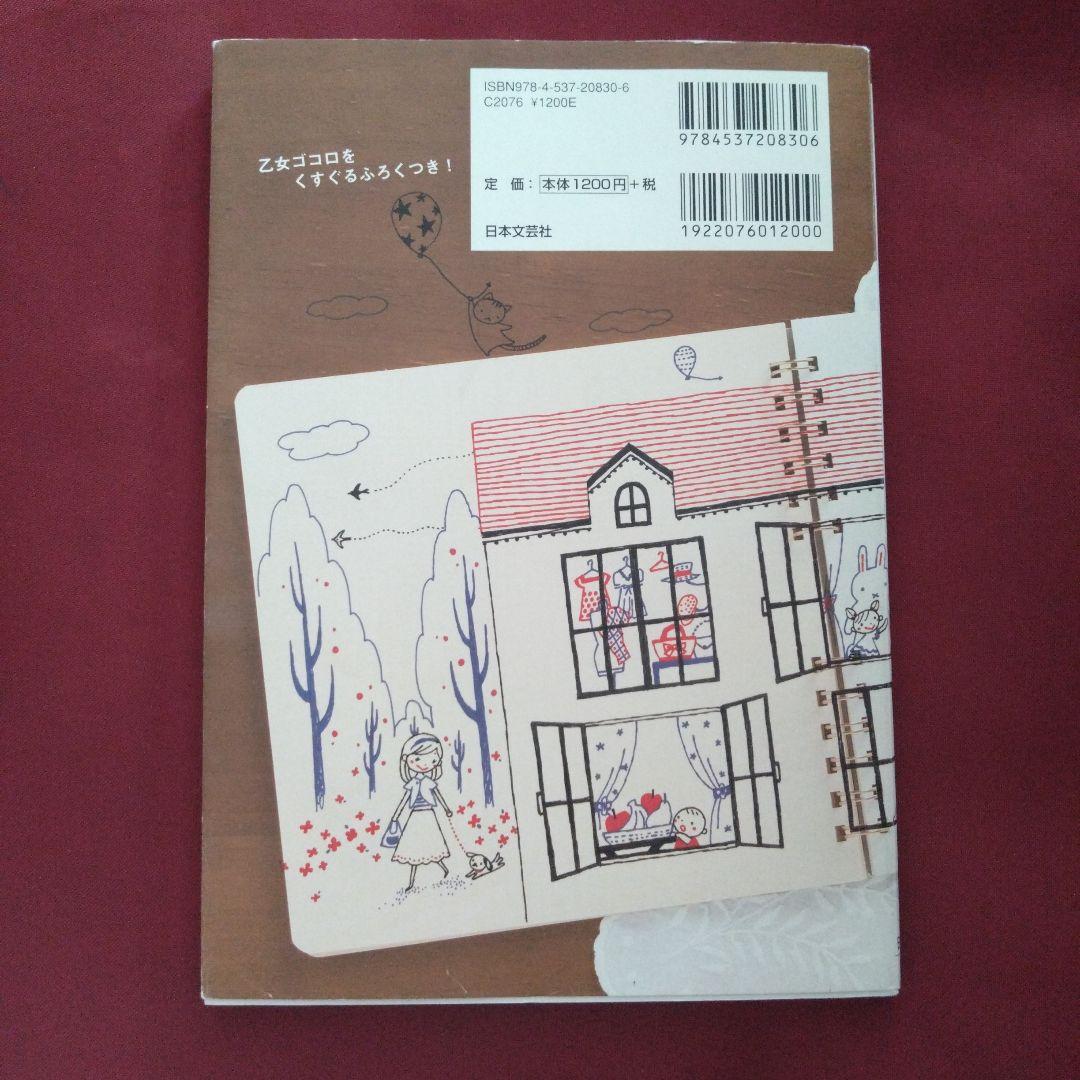 乙女ゴコロを
くすぐるふろくつき！
ISBN978-4-537-20830-6
C2076 ¥1200E
9784537208306
定 価： 本体1200円＋税
1922076012000
日本文芸社